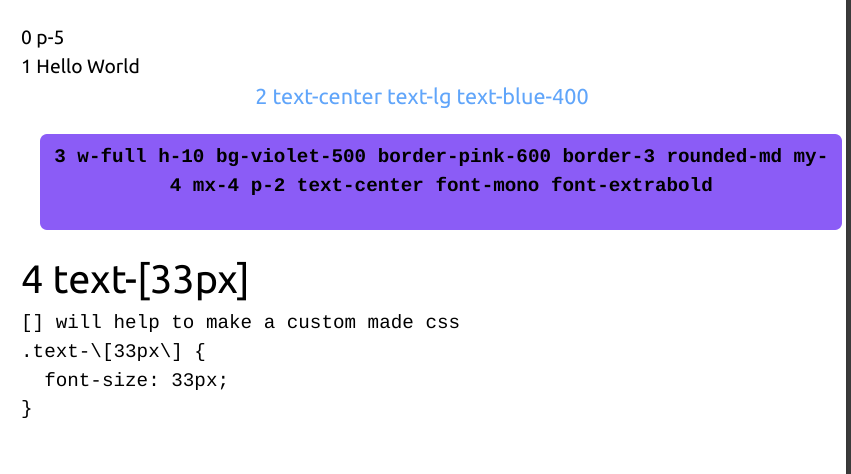 0 p-5
1 Hello World
2 text-center text-lg text-blue-400
3 w-full h-10 bg-violet-500 border-pink-600 border-3 rounded-md my-
4 mx-4 p-2 text-center font-mono font-extrabold
4 text-[33px]
[] will help to make a custom made css
.text-\[33px\] {
  font-size: 33px;
}